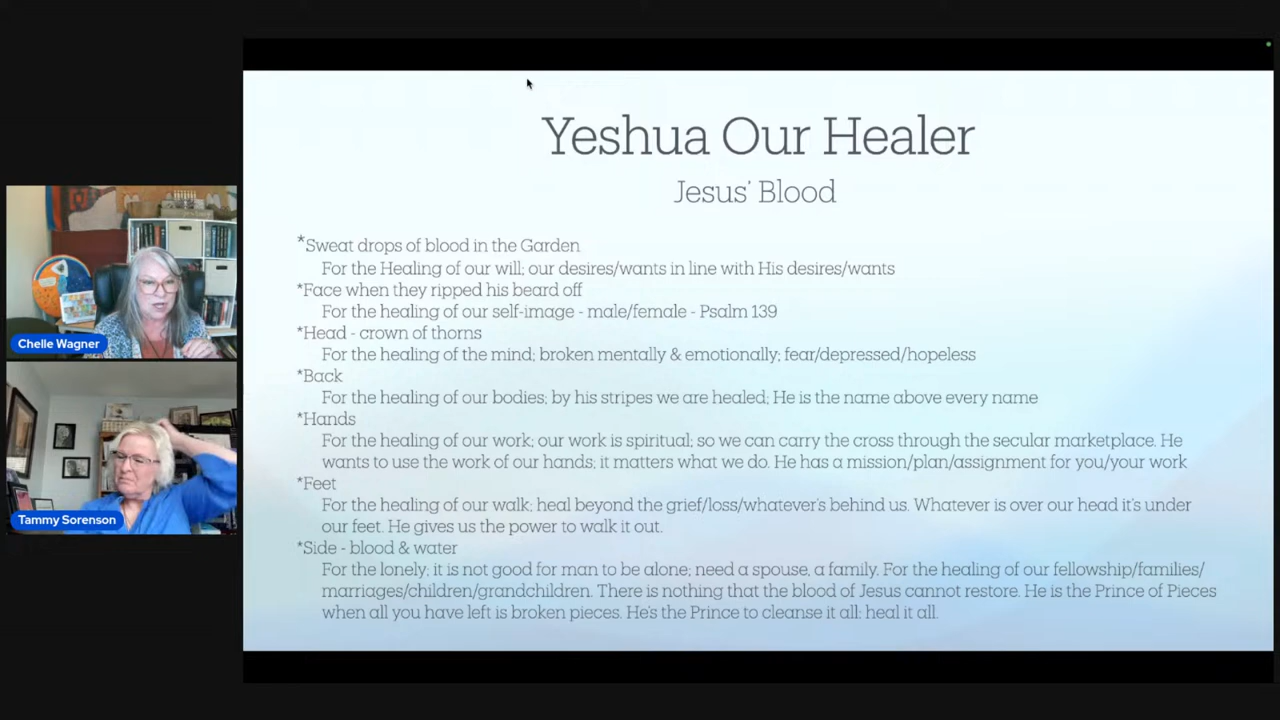 Yeshua Our Healer
Jesus' Blood
*Sweat drops of blood in the Garden
For the Healing of our will; our desires/wants in line with His desires/wants
*Face when they ripped his beard off
For the healing of our self-image - male/female - Psalm 139
*Head - crown of thorns
For the healing of the mind; broken mentally & emotionally; fear/depressed/hopeless
*Back
For the healing of our bodies; by his stripes we are healed; He is the name above every name
*Hands
For the healing of our work; our work is spiritual; so we can carry the cross through the secular marketplace. He
wants to use the work of our hands; it matters what we do. He has a mission/plan/assignment for you/your work
*Feet
For the healing of our walk; heal beyond the grief/loss/whatever's behind us. Whatever is over our head it's under
our feet. He gives us the power to walk it out.
*Side - blood & water
For the lonely; it is not good for man to be alone; need a spouse, a family. For the healing of our fellowship/families/
marriages/children/grandchildren. There is nothing that the blood of Jesus cannot restore. He is the Prince of Pieces
when all you have left is broken pieces. He's the Prince to cleanse it all; heal it all.
Chelle Wagner
Tammy Sorenson